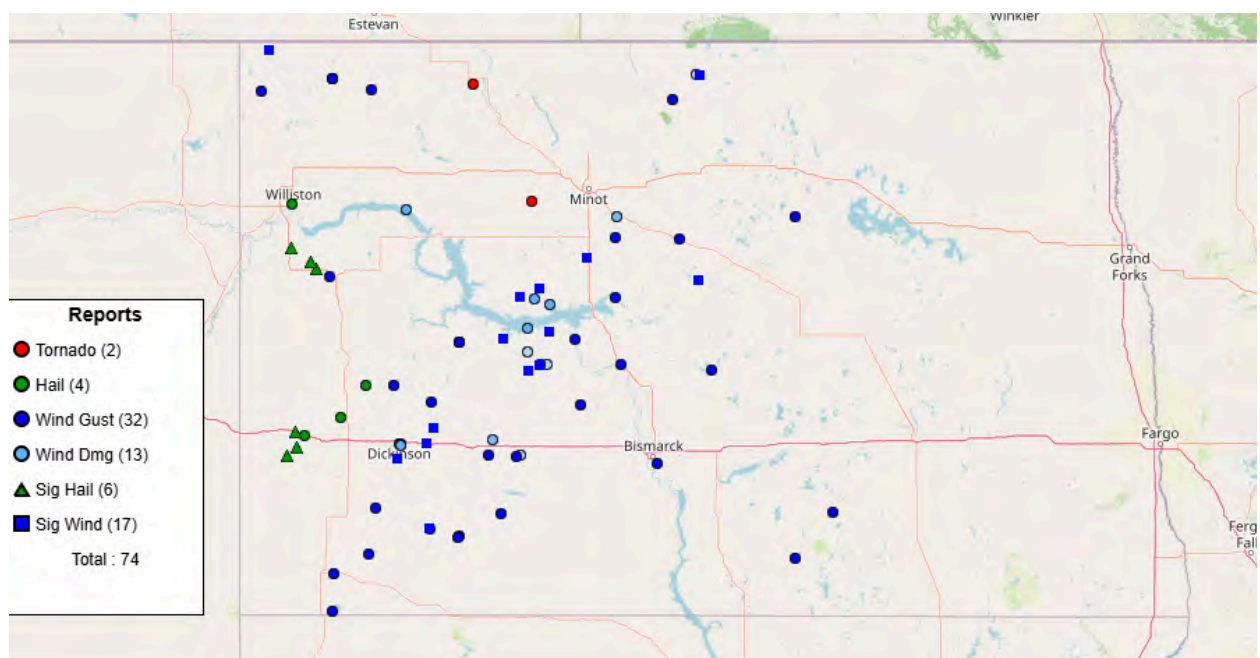 Estevan
Winkler
Williston
Minot
Grand
Forks
Reports
Tornado (2)
Hail (4)
Wind Gust (32)
Wind Dmg (13)
Sig Hail (6)
Sig Wind (17)
Total : 74
Dickinson
Bismarck
Fargo
Ferg
Fall